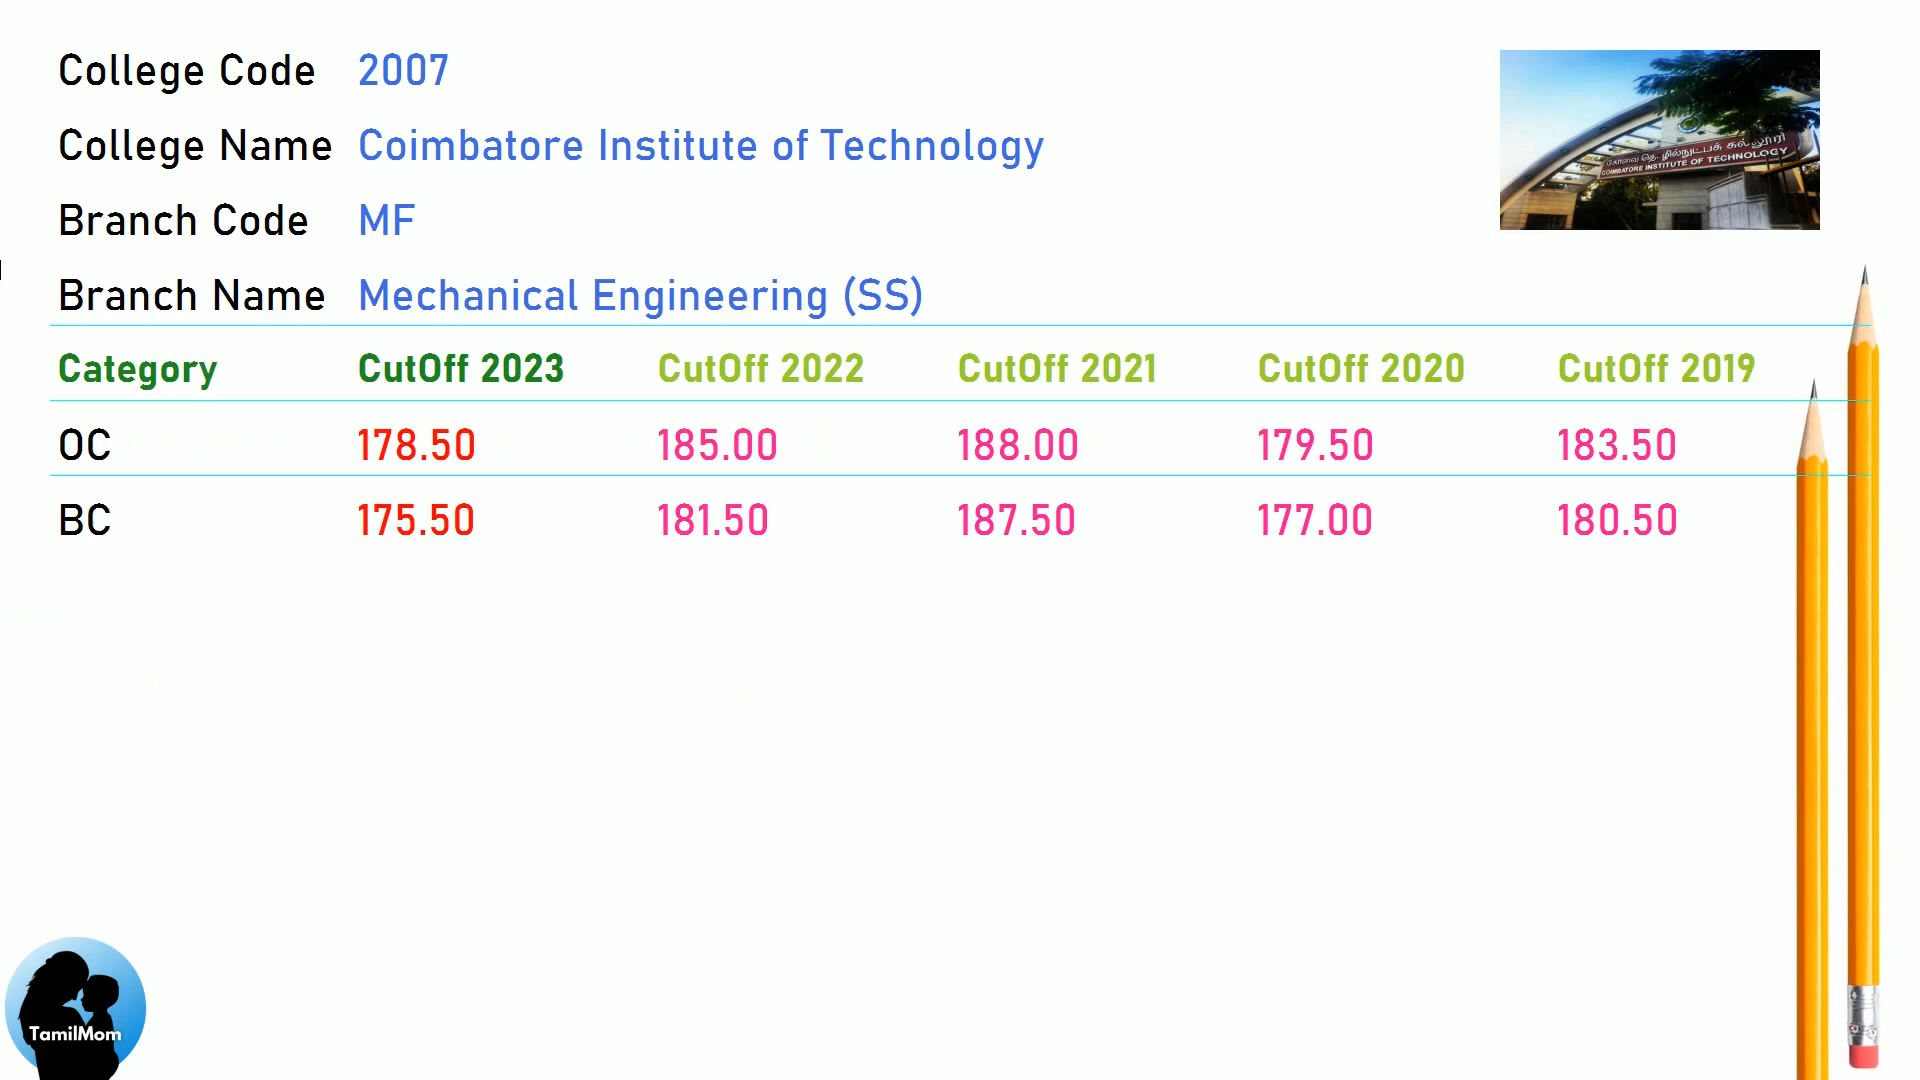 College Code 2007
College Name Coimbatore Institute of Technology
Branch Code MF
Branch Name Mechanical Engineering (SS)
கோவை தொழில்நுட்பக் கல்லூரி
COIMBATORE INSTITUTE OF TECHNOLOGY
Category CutOff 2023 CutOff 2022 CutOff 2021 CutOff 2020 CutOff 2019
OC 178.50 185.00 188.00 179.50 183.50
BC 175.50 181.50 187.50 177.00 180.50
TamilMom